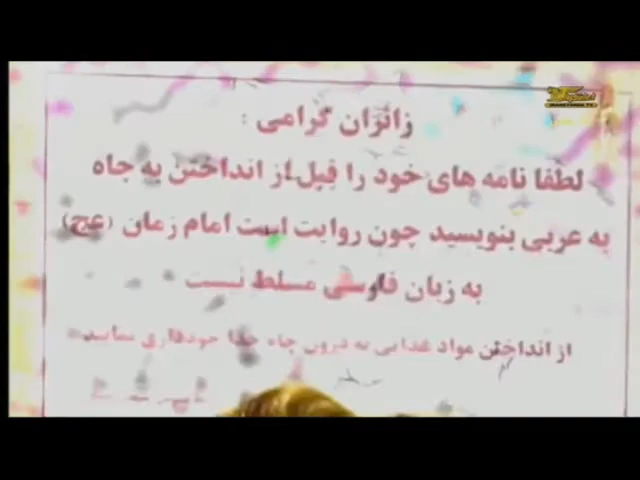 زائران گرامی :
لطفا نامه های خود را قبل از انداختن به چاه
به عربی بنویسید چون روایت است امام زمان (عج)
به زبان فارسی مسلط نیست
از انداختن مواد غذایی به درون چاه جدا خودداری نمایید